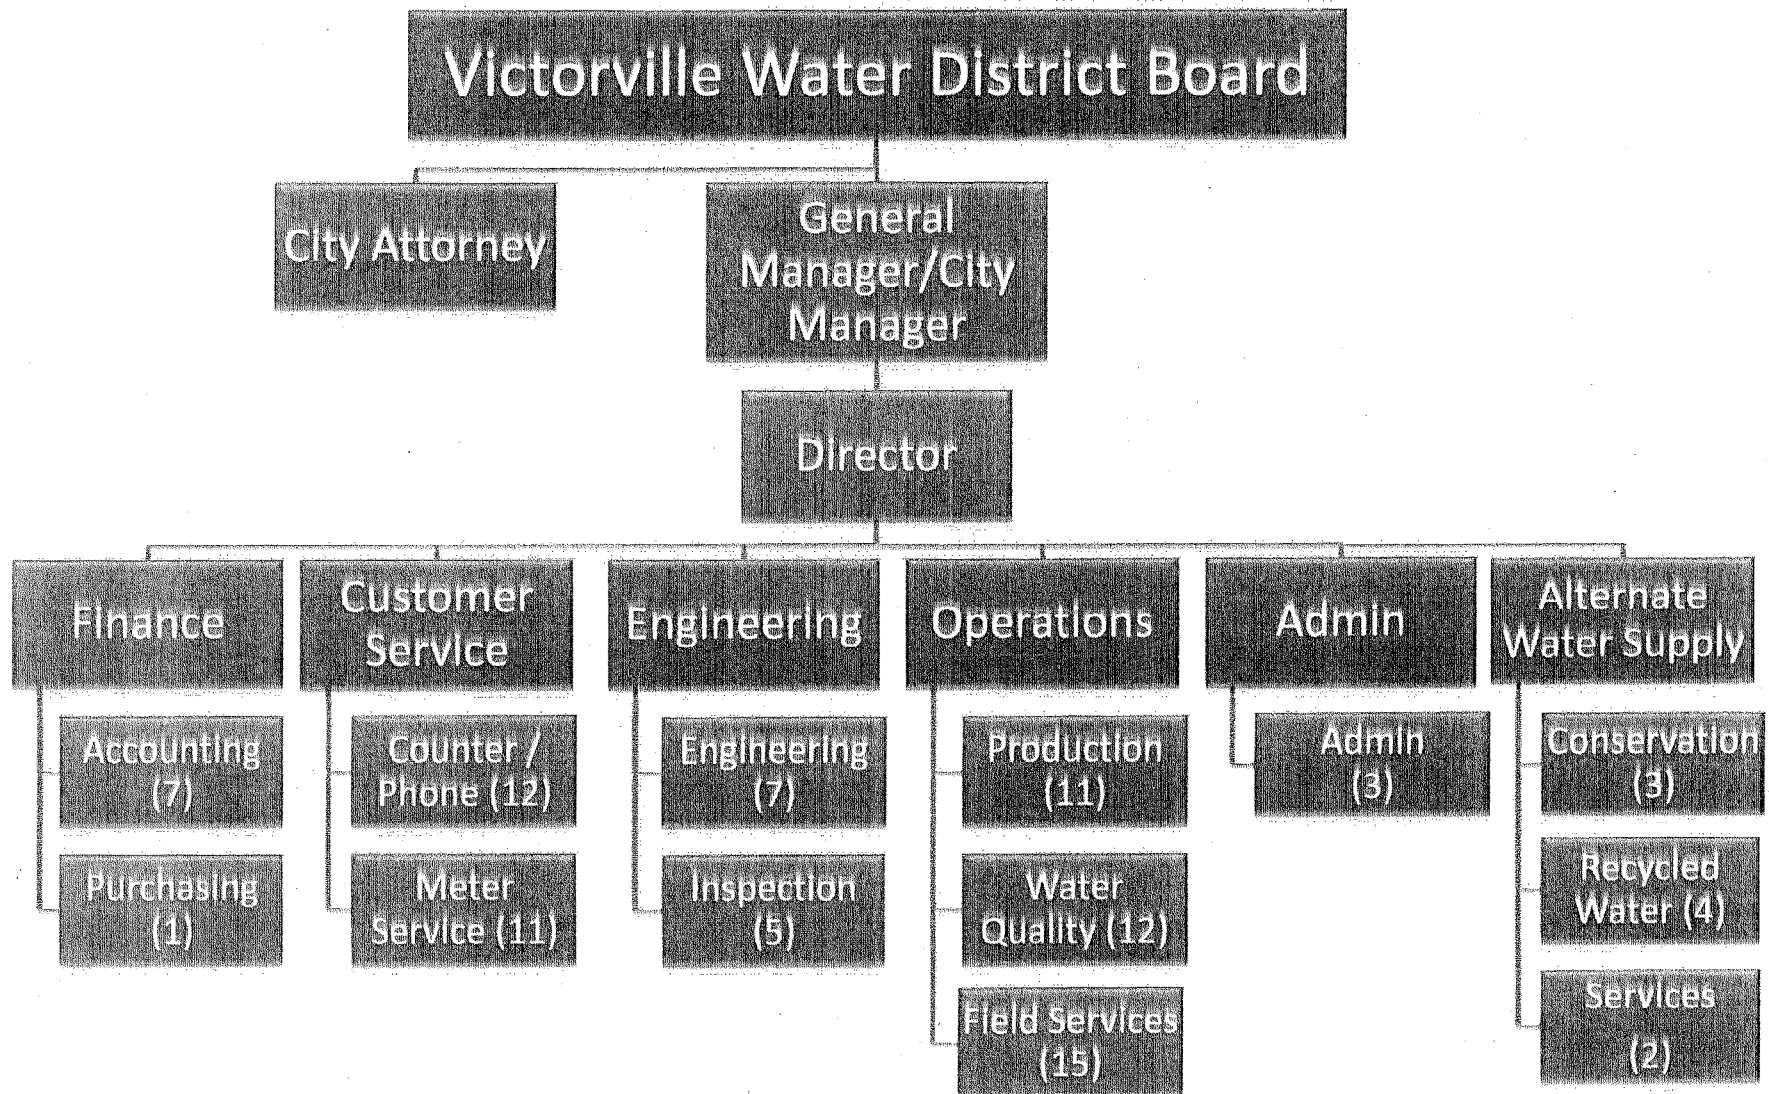 Victorville Water District Board
City Attorney
General
Manager/City
Manager
Director
Finance
Customer
Service
Engineering
Operations
Admin
Alternate
Water Supply
Accounting
(7)
Purchasing
(1)
Counter /
Phone (12)
Meter
Service (11)
Engineering
(7)
Inspection
(5)
Production
(11)
Water
Quality (12)
Field Services
(15)
Admin
(3)
Conservation
(3)
Recycled
Water (4)
Services
(2)